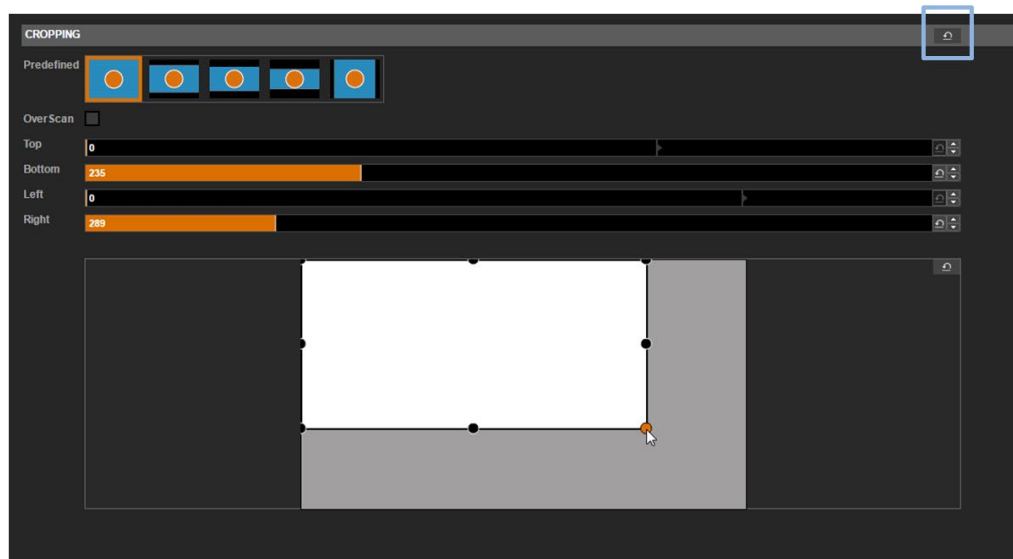 CROPPING
Predefined
OverScan
Top
0
Bottom
235
Left
0
Right
289